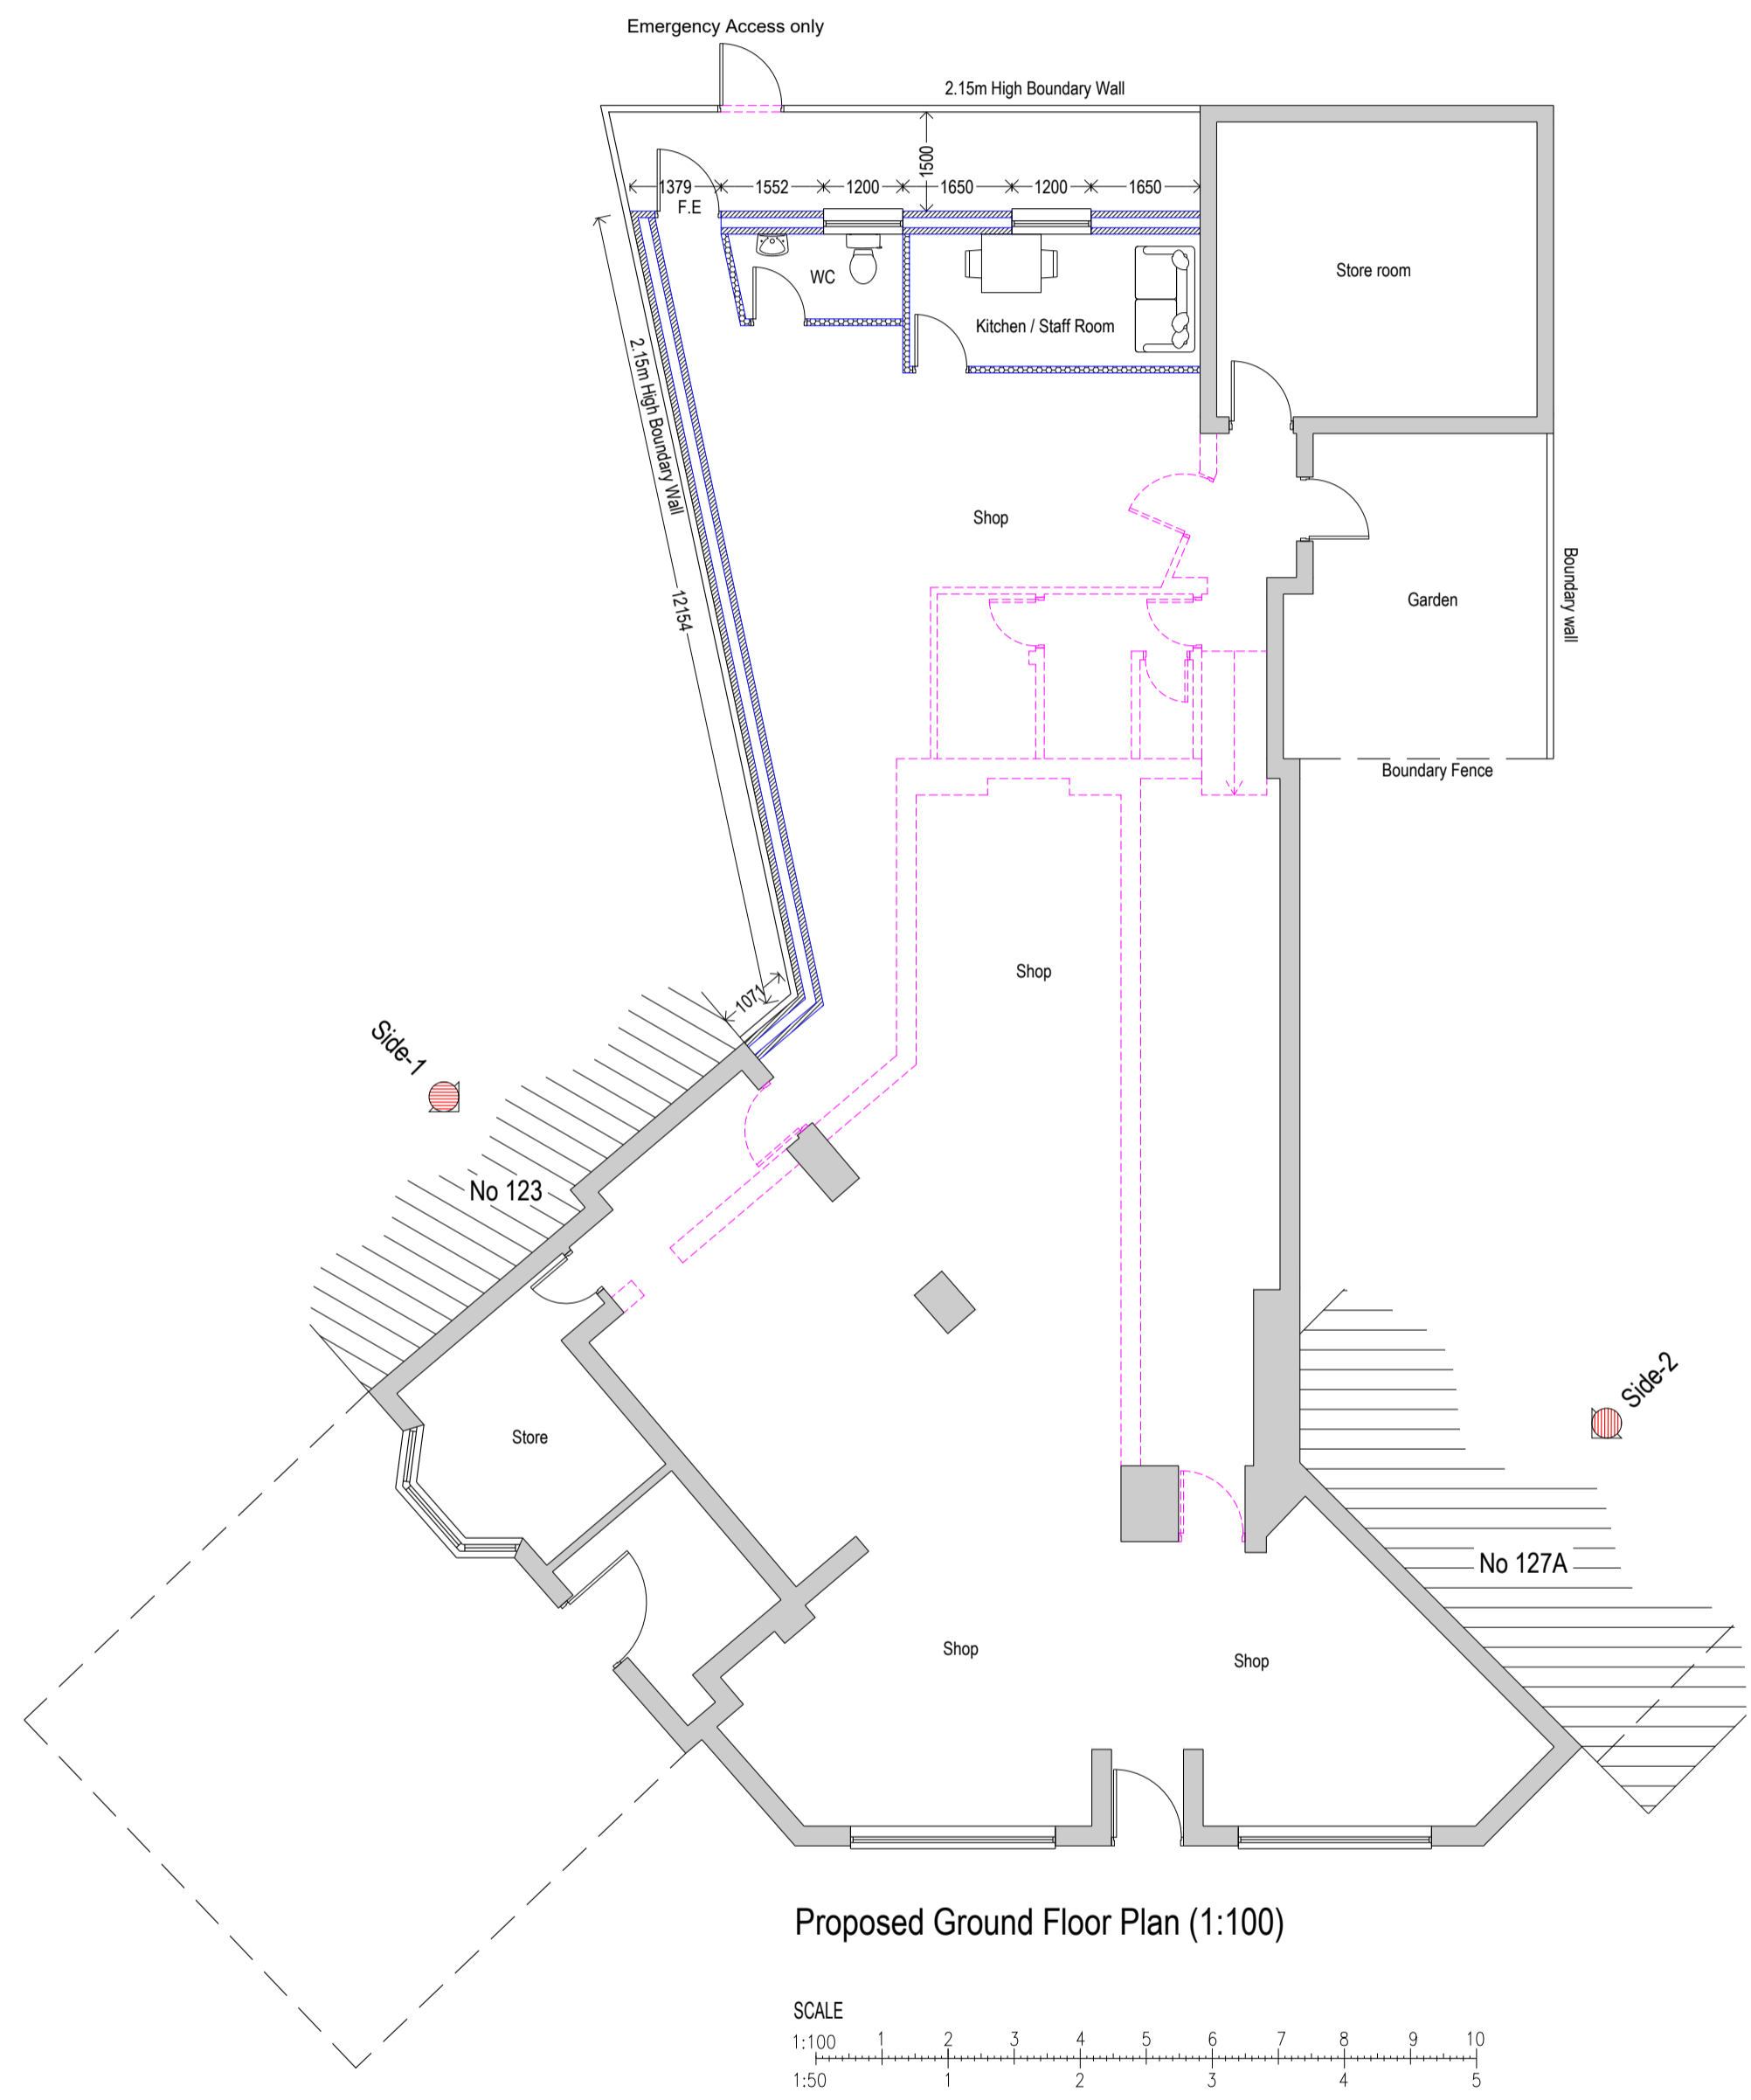 Emergency Access only
2.15m High Boundary Wall
1500
1379 1552 1200 1650 1200 1650
F.E
WC
Kitchen / Staff Room
Store room
2.15m High Boundary Wall
12154
Shop
Garden
Boundary wall
Boundary Fence
Shop
1071
Side-1
No 123
Store
Side-2
No 127A
Shop
Shop
Proposed Ground Floor Plan (1:100)
SCALE
1:100 1 2 3 4 5 6 7 8 9 10
1:50 1 2 3 4 5